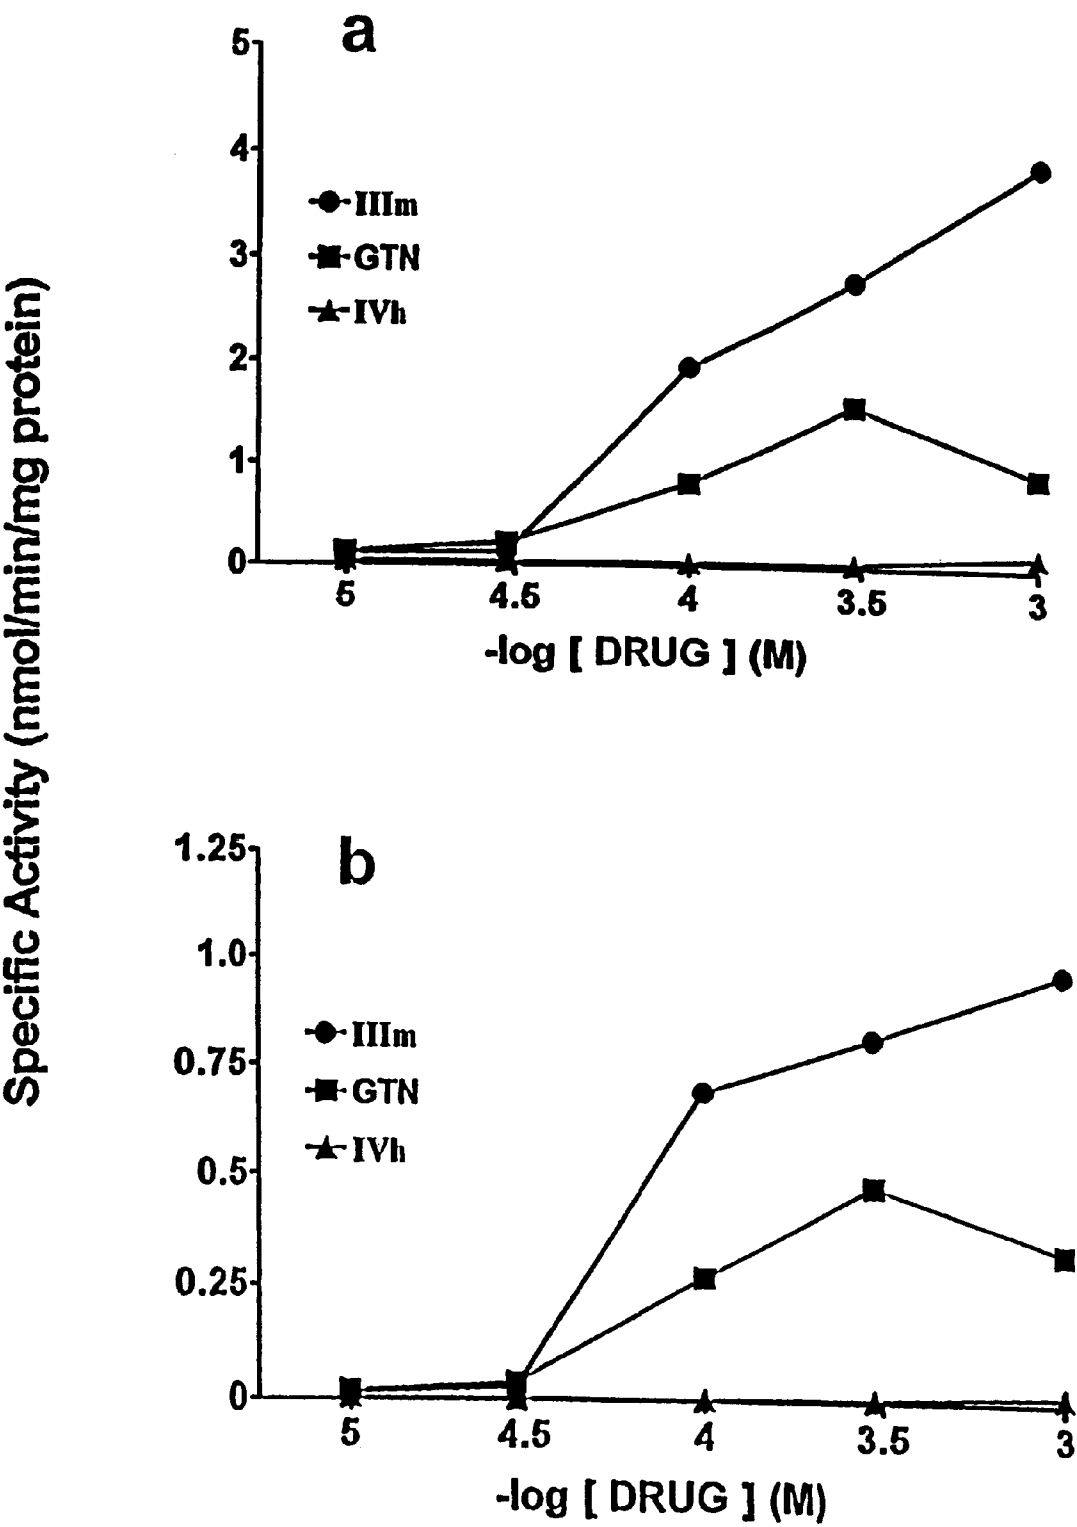 Specific Activity (nmol/min/mg protein)
a
5
4
3
2
1
0
IIIm
GTN
IVh
5 4.5 4 3.5 3
-log [ DRUG ] (M)
b
1.25
1.0
0.75
0.5
0.25
0
IIIm
GTN
IVh
5 4.5 4 3.5 3
-log [ DRUG ] (M)